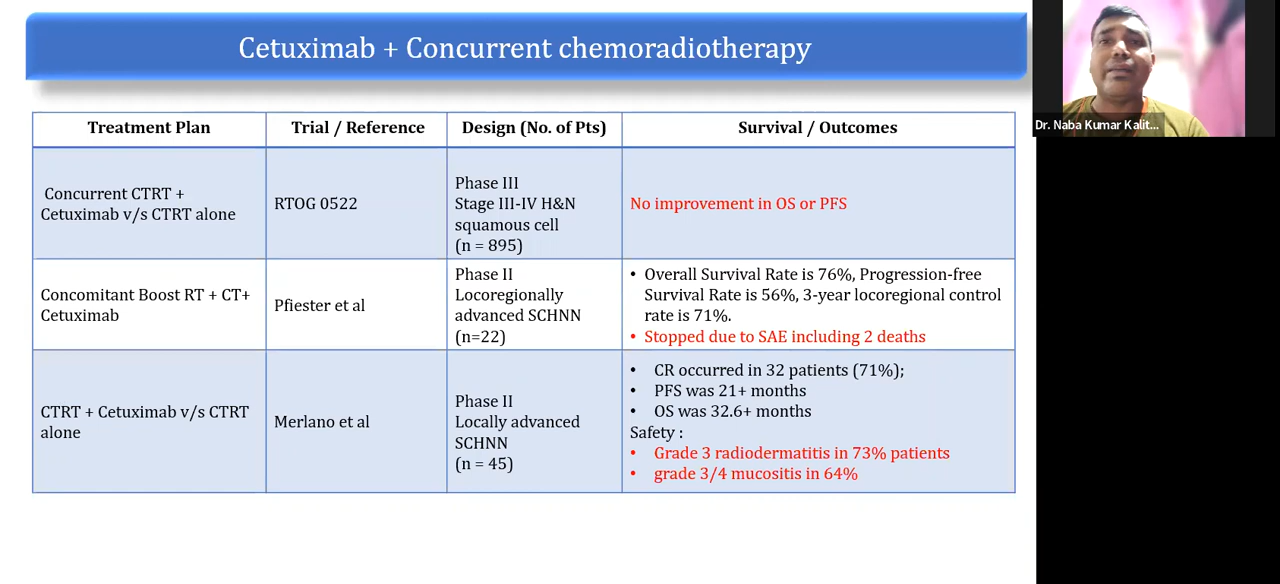 Cetuximab + Concurrent chemoradiotherapy
Dr. Naba Kumar Kalit...
Treatment Plan
Trial / Reference
Design (No. of Pts)
Survival / Outcomes
Concurrent CTRT +
Cetuximab v/s CTRT alone
RTOG 0522
Phase III
Stage III-IV H&N
squamous cell
(n = 895)
No improvement in OS or PFS
Concomitant Boost RT + CT+
Cetuximab
Pfiester et al
Phase II
Locoregionally
advanced SCHNN
(n=22)
• Overall Survival Rate is 76%, Progression-free
Survival Rate is 56%, 3-year locoregional control
rate is 71%.
• Stopped due to SAE including 2 deaths
CTRT + Cetuximab v/s CTRT
alone
Merlano et al
Phase II
Locally advanced
SCHNN
(n = 45)
• CR occurred in 32 patients (71%);
• PFS was 21+ months
• OS was 32.6+ months
Safety :
• Grade 3 radiodermatitis in 73% patients
• grade 3/4 mucositis in 64%